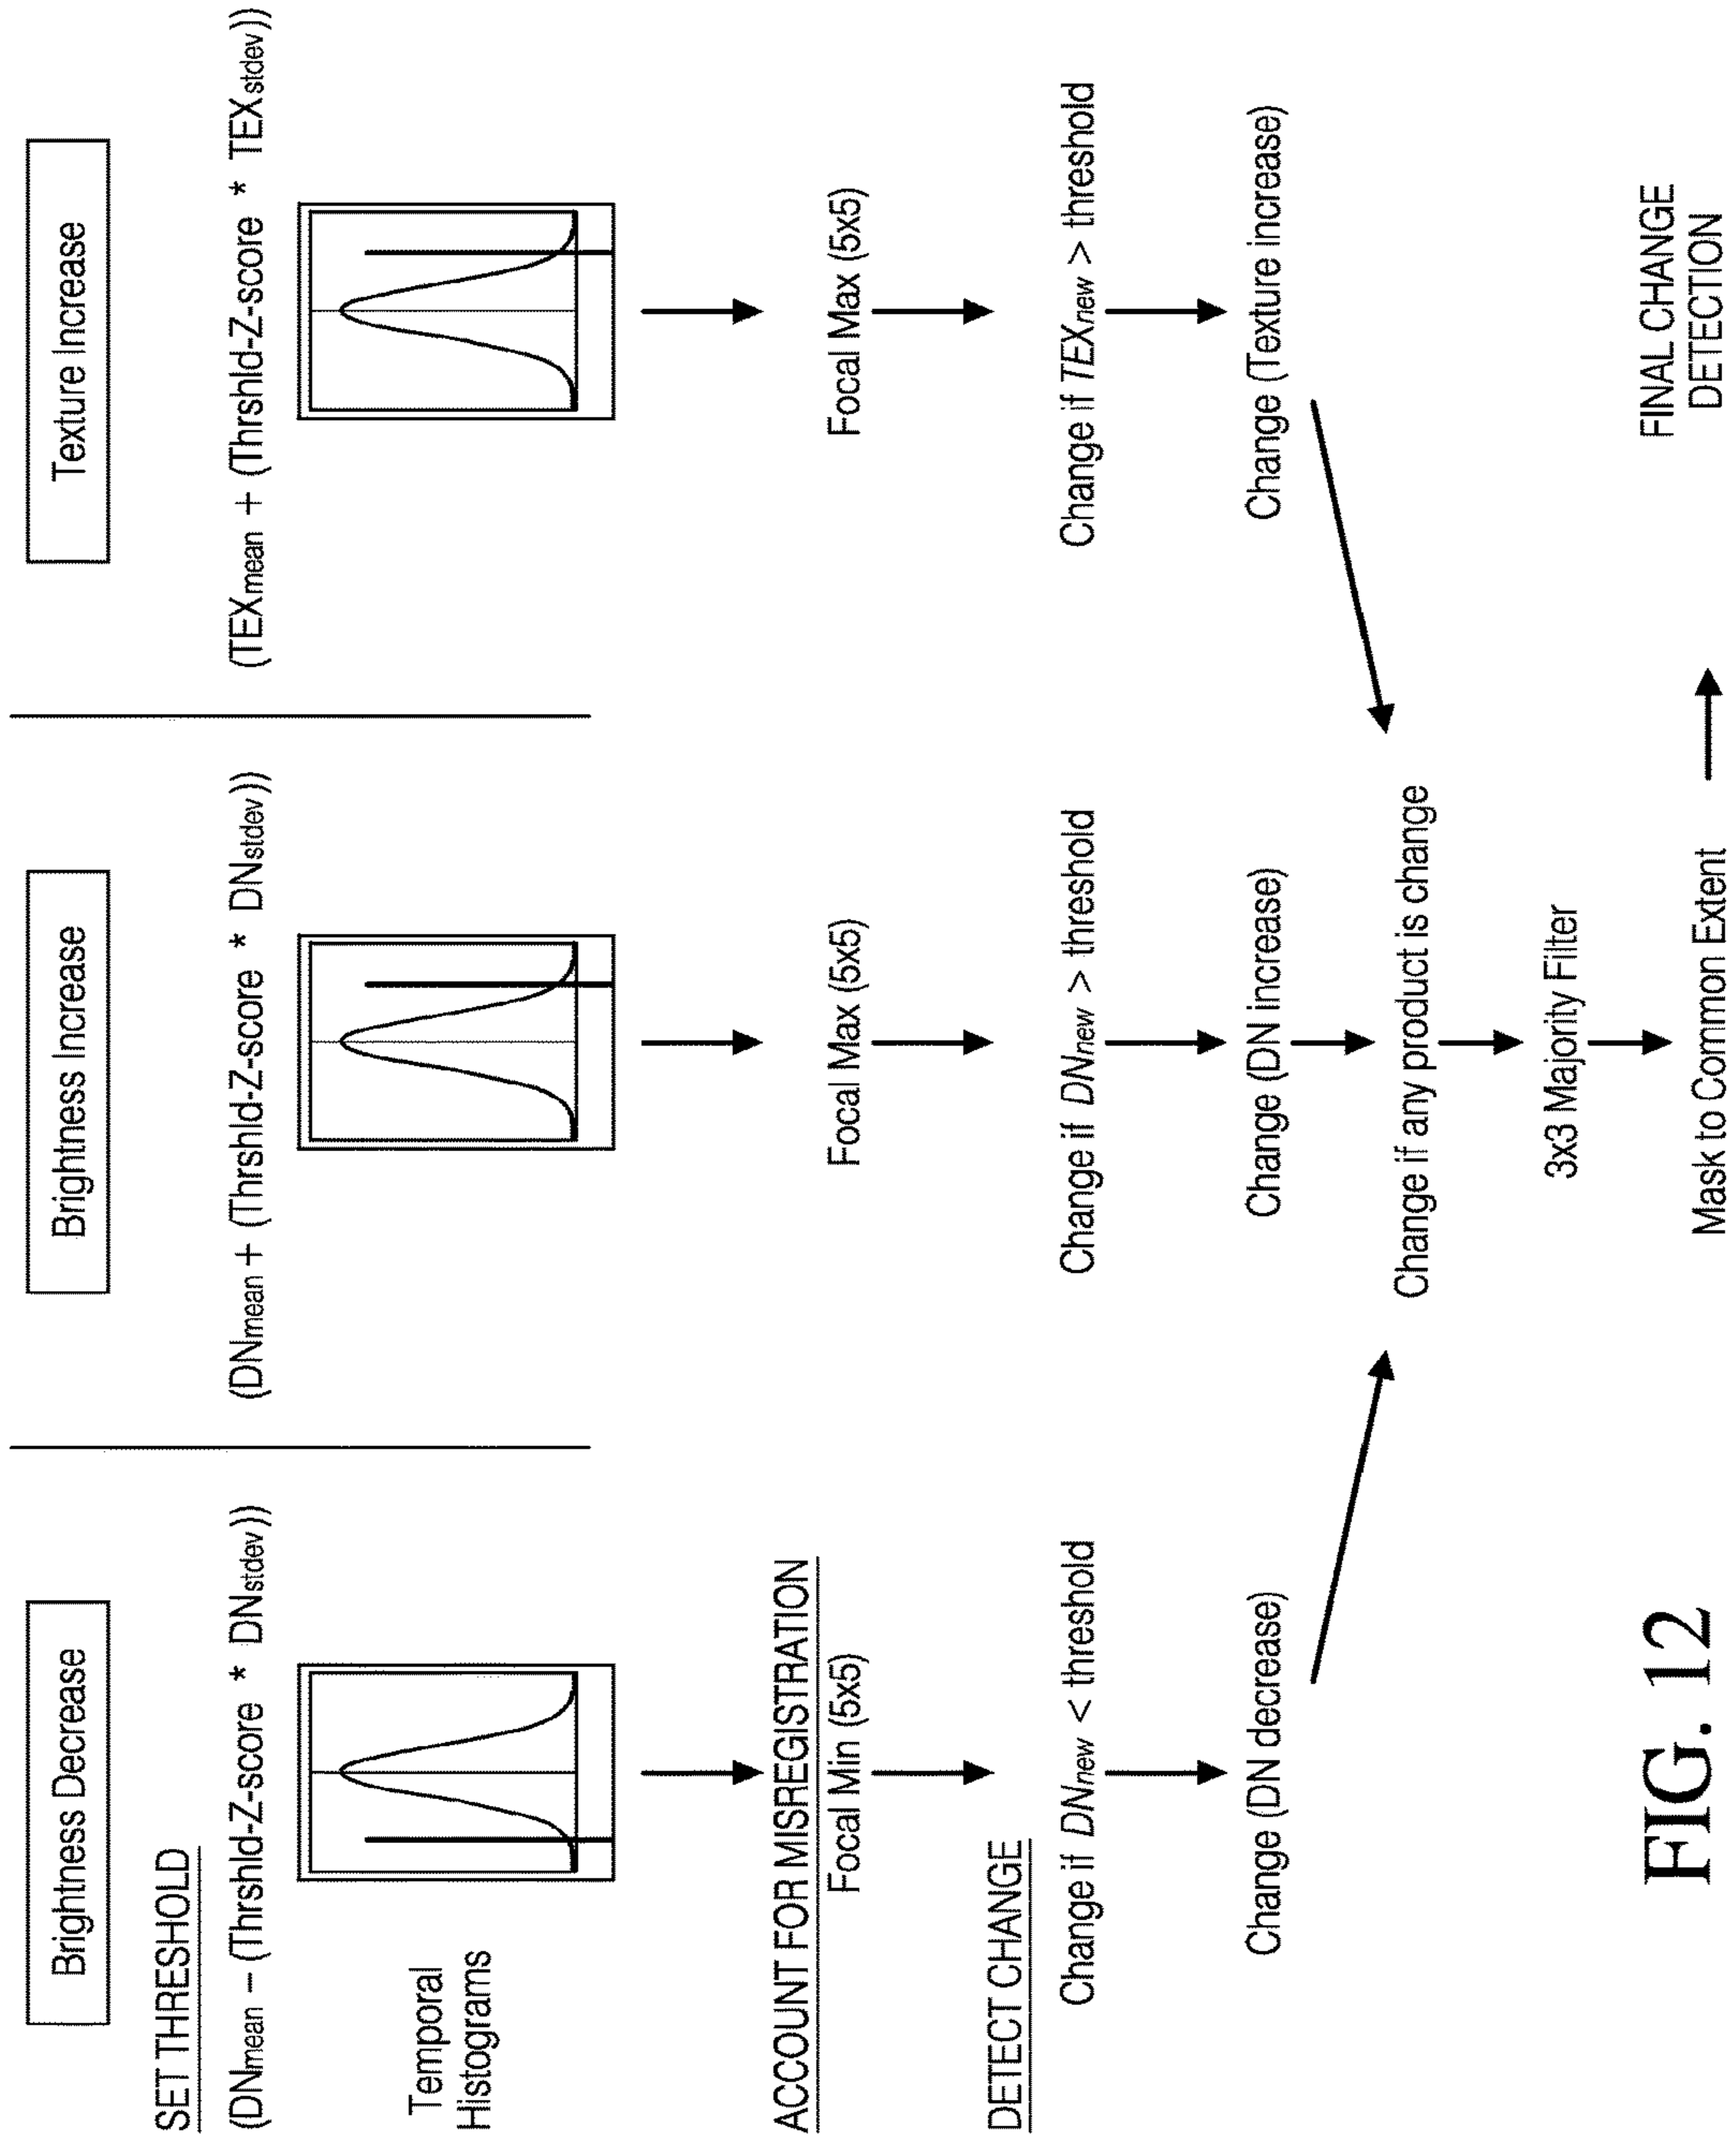 Brightness Decrease
Brightness Increase
Texture Increase
SET THRESHOLD
(DNmean − (Thrshld-Z-score * DNstdev))
(DNmean + (Thrshld-Z-score * DNstdev))
(TEXmean + (Thrshld-Z-score * TEXstdev))
Temporal
Histograms
ACCOUNT FOR MISREGISTRATION
Focal Min (5x5)
Focal Max (5x5)
Focal Max (5x5)
DETECT CHANGE
Change if DNnew < threshold
Change if DNnew > threshold
Change if TEXnew > threshold
Change (DN decrease)
Change (DN increase)
Change (Texture increase)
Change if any product is change
3x3 Majority Filter
Mask to Common Extent
FINAL CHANGE
DETECTION
FIG. 12